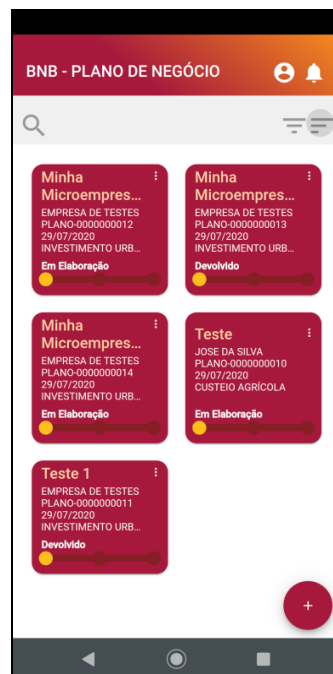 BNB - PLANO DE NEGÓCIO
Minha
Microempres...
EMPRESA DE TESTES
PLANO-0000000012
29/07/2020
INVESTIMENTO URB...
Em Elaboração
Minha
Microempres...
EMPRESA DE TESTES
PLANO-0000000013
29/07/2020
INVESTIMENTO URB...
Devolvido
Minha
Microempres...
EMPRESA DE TESTES
PLANO-0000000014
29/07/2020
INVESTIMENTO URB...
Em Elaboração
Teste
JOSE DA SILVA
PLANO-0000000010
29/07/2020
CUSTEIO AGRÍCOLA
Em Elaboração
Teste 1
EMPRESA DE TESTES
PLANO-0000000011
29/07/2020
INVESTIMENTO URB...
Devolvido
+